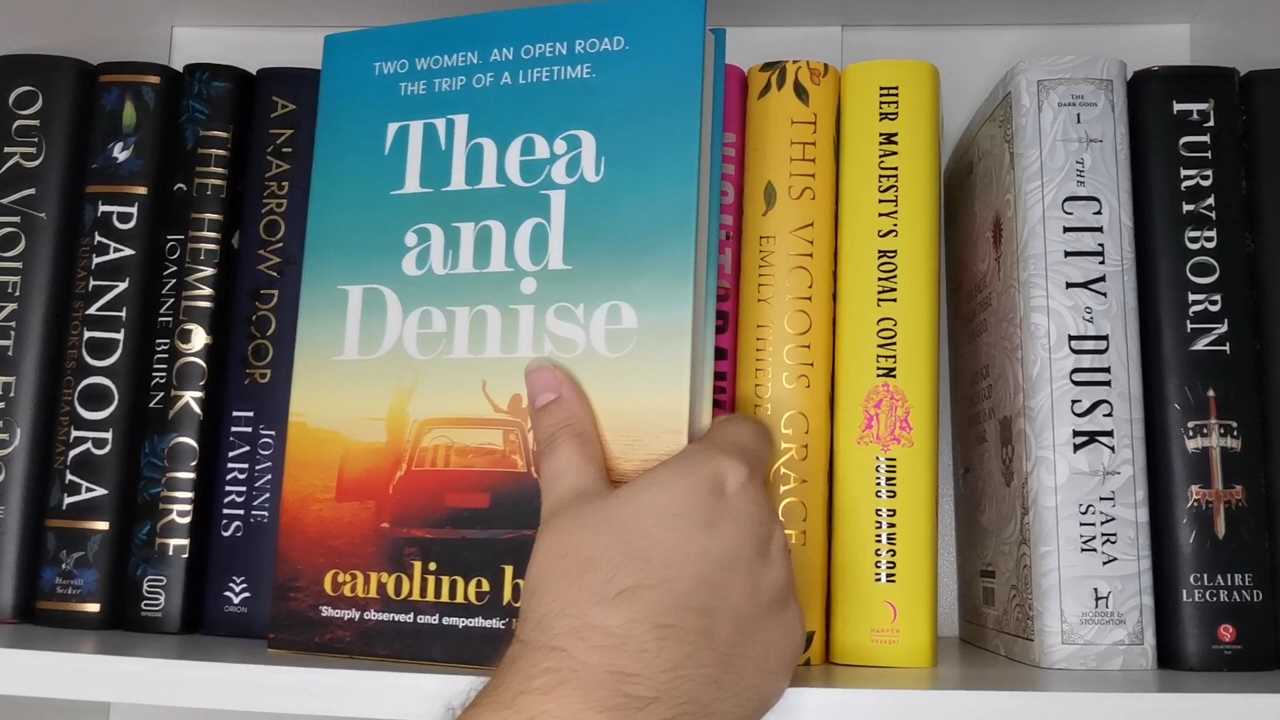 OUR VIOLENT ENDS
PANDORA
SUSAN STOKES-CHAPMAN
Harvill
Secker
THE HEMLOCK CURE
JOANNE BURN
A NARROW DOOR
JOANNE
HARRIS
ORION
TWO WOMEN. AN OPEN ROAD.
THE TRIP OF A LIFETIME.
Thea
and
Denise
caroline b
'Sharply observed and empathetic'
THIS VICIOUS GRACE
EMILY THIEDE
HER MAJESTY'S ROYAL COVEN
JUNO DAWSON
HARPER
Voyager
THE
DARK GODS
1
THE CITY OF DUSK
TARA
SIM
H
HODDER &
STOUGHTON
FURYBORN
CLAIRE
LEGRAND